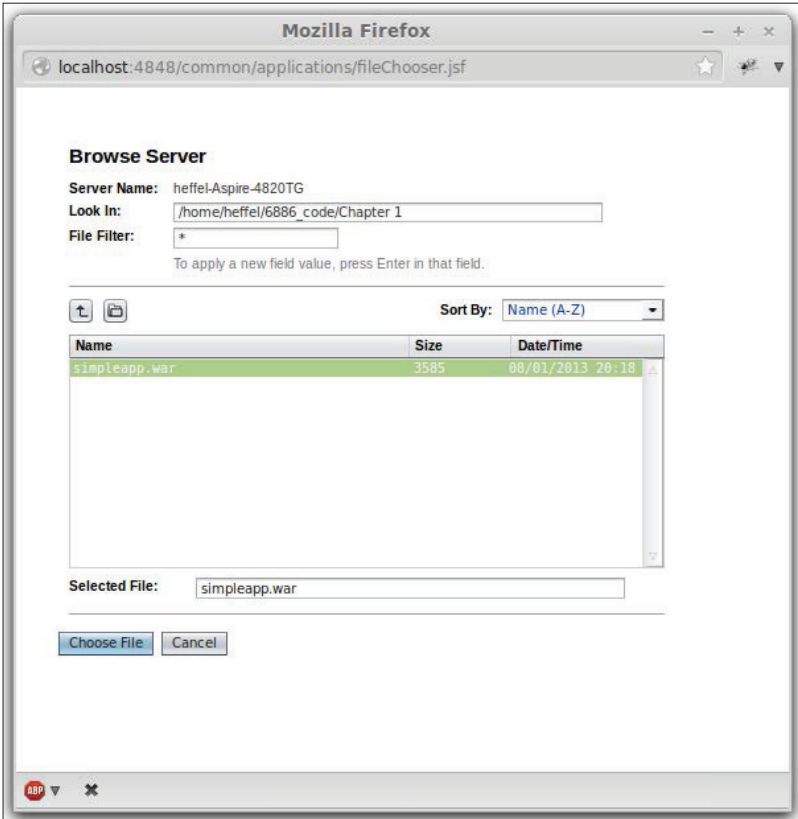 Mozilla Firefox
localhost:4848/common/applications/fileChooser.jsf
Browse Server
Server Name: heffel-Aspire-4820TG
Look In: /home/heffel/6886_code/Chapter 1
File Filter: *
To apply a new field value, press Enter in that field.
Sort By: Name (A-Z)
Name Size Date/Time
simpleapp.war 3585 08/01/2013 20:18
Selected File: simpleapp.war
Choose File Cancel
ABP